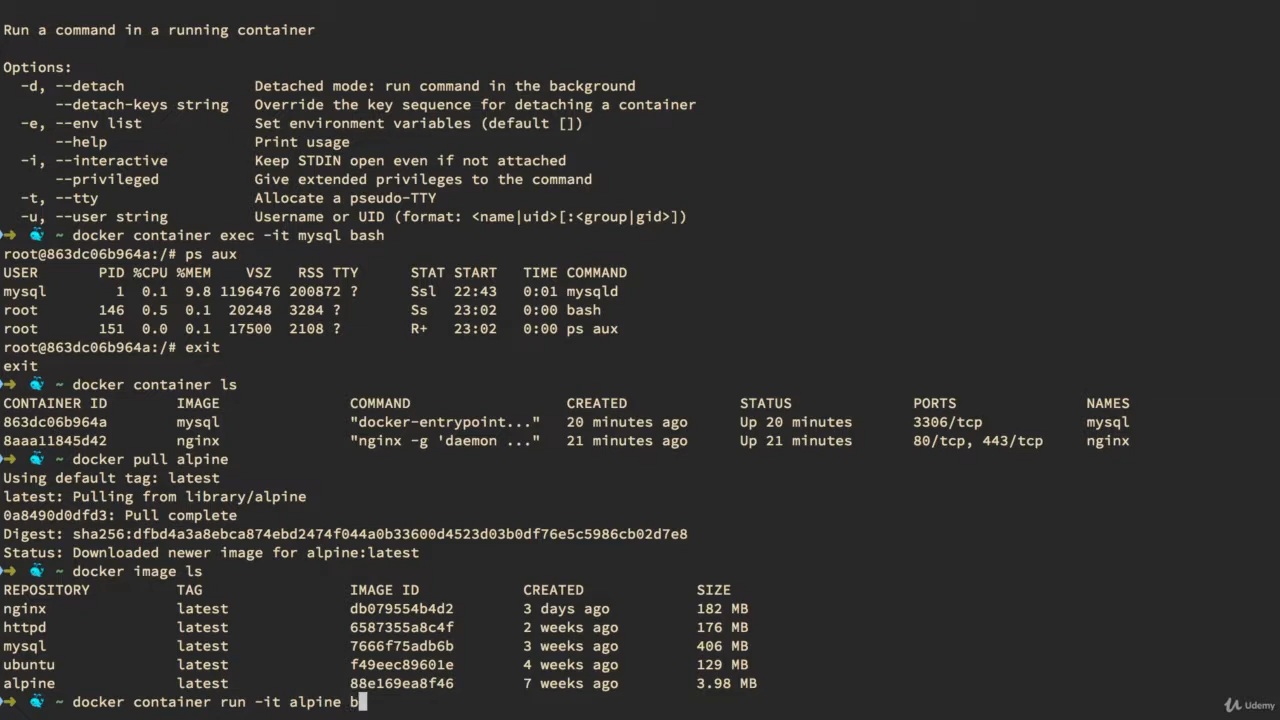 Run a command in a running container
Options:
-d, --detach Detached mode: run command in the background
--detach-keys string Override the key sequence for detaching a container
-e, --env list Set environment variables (default [])
--help Print usage
-i, --interactive Keep STDIN open even if not attached
--privileged Give extended privileges to the command
-t, --tty Allocate a pseudo-TTY
-u, --user string Username or UID (format: <name|uid>[:<group|gid>])
~ docker container exec -it mysql bash
root@863dc06b964a:/# ps aux
USER PID %CPU %MEM VSZ RSS TTY STAT START TIME COMMAND
mysql 1 0.1 9.8 1196476 200872 ? Ssl 22:43 0:01 mysqld
root 146 0.5 0.1 20248 3284 ? Ss 23:02 0:00 bash
root 151 0.0 0.1 17500 2108 ? R+ 23:02 0:00 ps aux
root@863dc06b964a:/# exit
exit
~ docker container ls
CONTAINER ID IMAGE COMMAND CREATED STATUS PORTS NAMES
863dc06b964a mysql "docker-entrypoint..." 20 minutes ago Up 20 minutes 3306/tcp mysql
8aaa11845d42 nginx "nginx -g 'daemon ..." 21 minutes ago Up 21 minutes 80/tcp, 443/tcp nginx
~ docker pull alpine
Using default tag: latest
latest: Pulling from library/alpine
0a8490d0dfd3: Pull complete
Digest: sha256:dfbd4a3a8ebca874ebd2474f044a0b33600d4523d03b0df76e5c5986cb02d7e8
Status: Downloaded newer image for alpine:latest
~ docker image ls
REPOSITORY TAG IMAGE ID CREATED SIZE
nginx latest db079554b4d2 3 days ago 182 MB
httpd latest 6587355a8c4f 2 weeks ago 176 MB
mysql latest 7666f75adb6b 3 weeks ago 406 MB
ubuntu latest f49eec89601e 4 weeks ago 129 MB
alpine latest 88e169ea8f46 7 weeks ago 3.98 MB
~ docker container run -it alpine b
Udemy